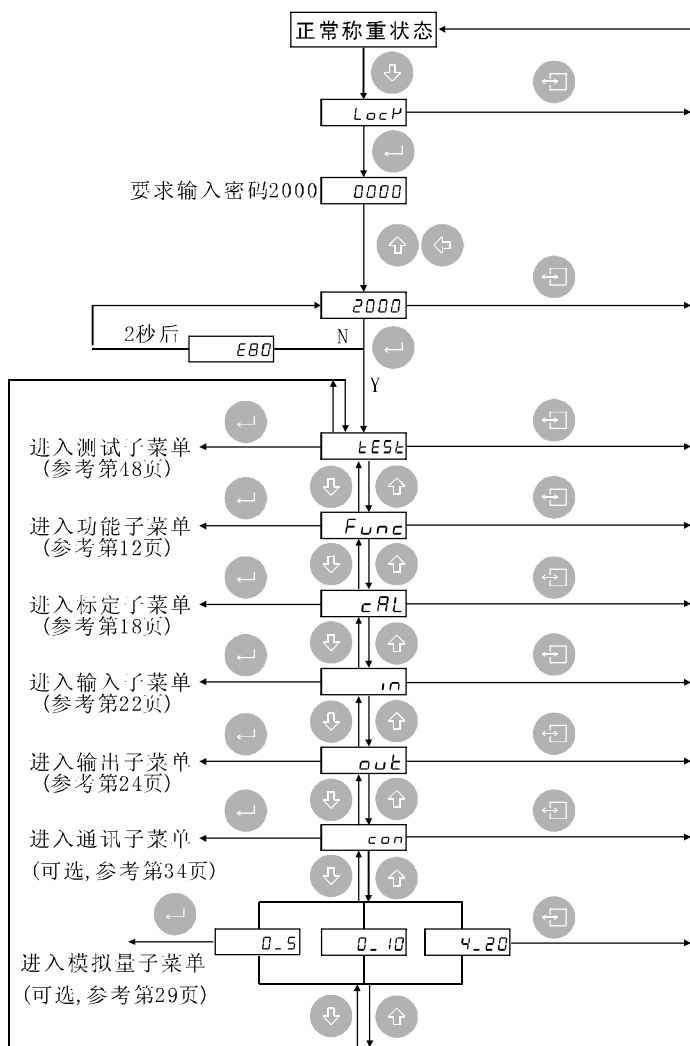 正常称重状态
LocK
要求输入密码2000
0000
2000
2秒后
E80
N
Y
进入测试子菜单
tESt
(参考第48页)
进入功能子菜单
Func
(参考第12页)
进入标定子菜单
cAL
(参考第18页)
进入输入子菜单
in
(参考第22页)
进入输出子菜单
out
(参考第24页)
进入通讯子菜单
con
(可选,参考第34页)
0_5
0_10
4_20
进入模拟量子菜单
(可选,参考第29页)